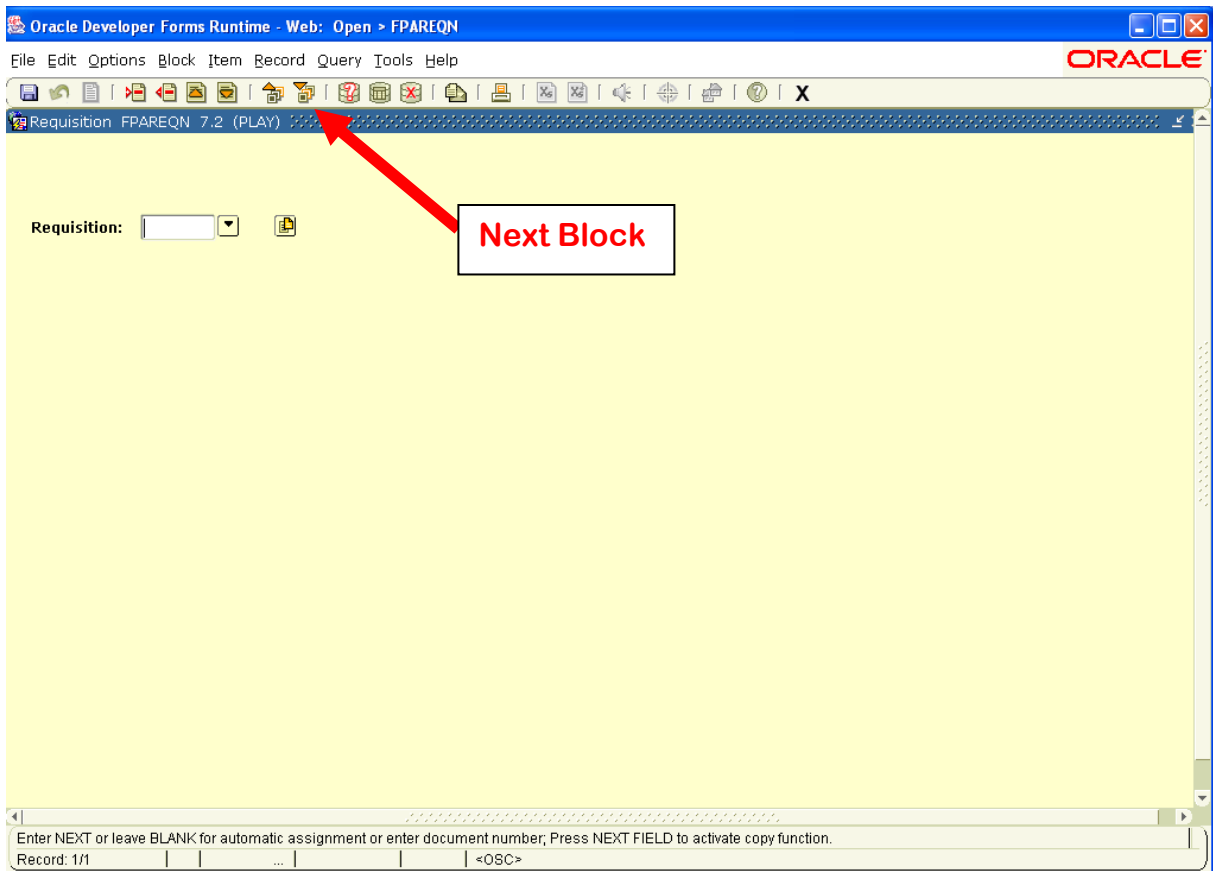 Oracle Developer Forms Runtime - Web: Open > FPAREQN
File Edit Options Block Item Record Query Tools Help
ORACLE
X
Requisition FPAREQN 7.2 (PLAY)
Requisition:
Next Block
Enter NEXT or leave BLANK for automatic assignment or enter document number; Press NEXT FIELD to activate copy function.
Record: 1/1 ... <OSC>